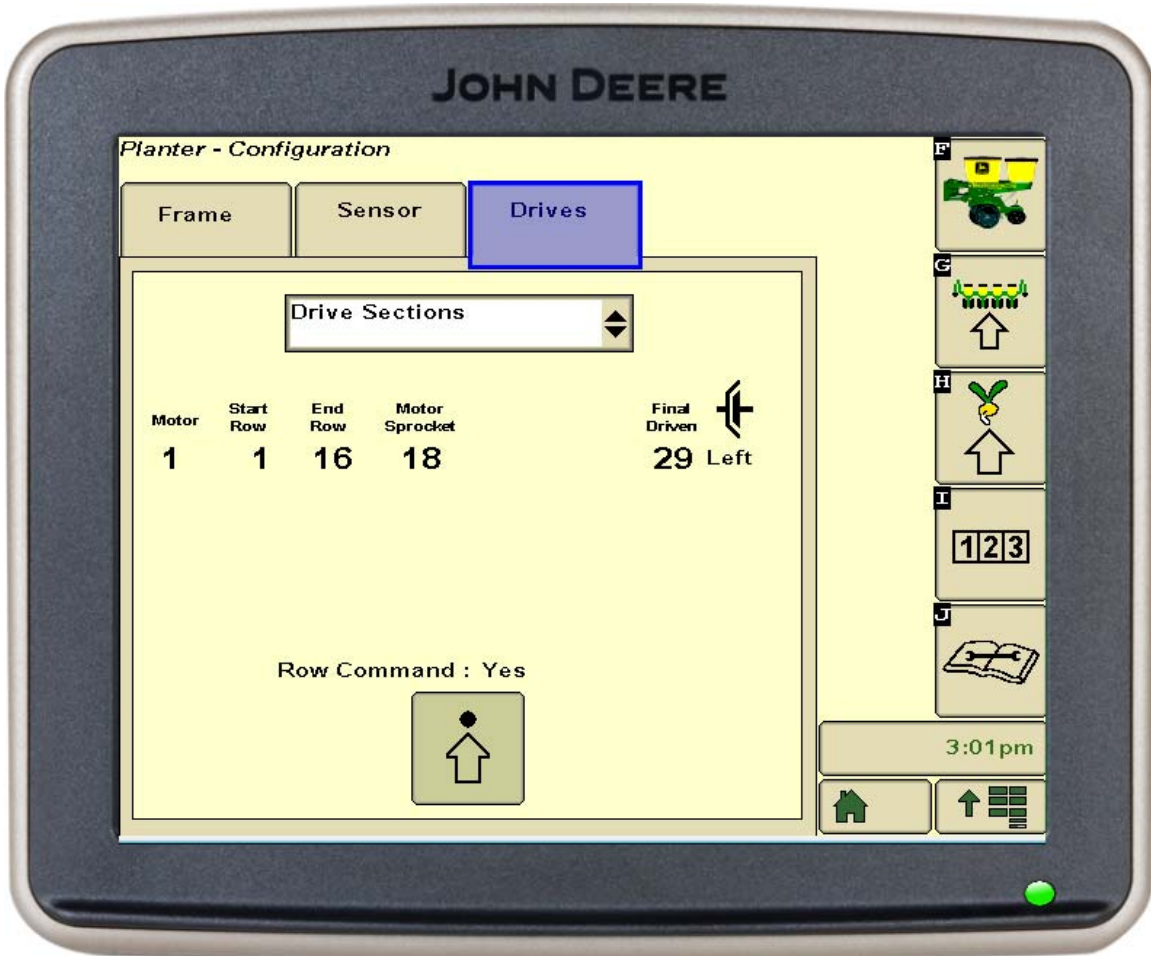 JOHN DEERE
Planter - Configuration
Frame Sensor Drives
Drive Sections
Motor Start Row End Row Motor Sprocket Final Driven
1 1 16 18 29 Left
Row Command : Yes
F
G
H
I
123
J
3:01pm